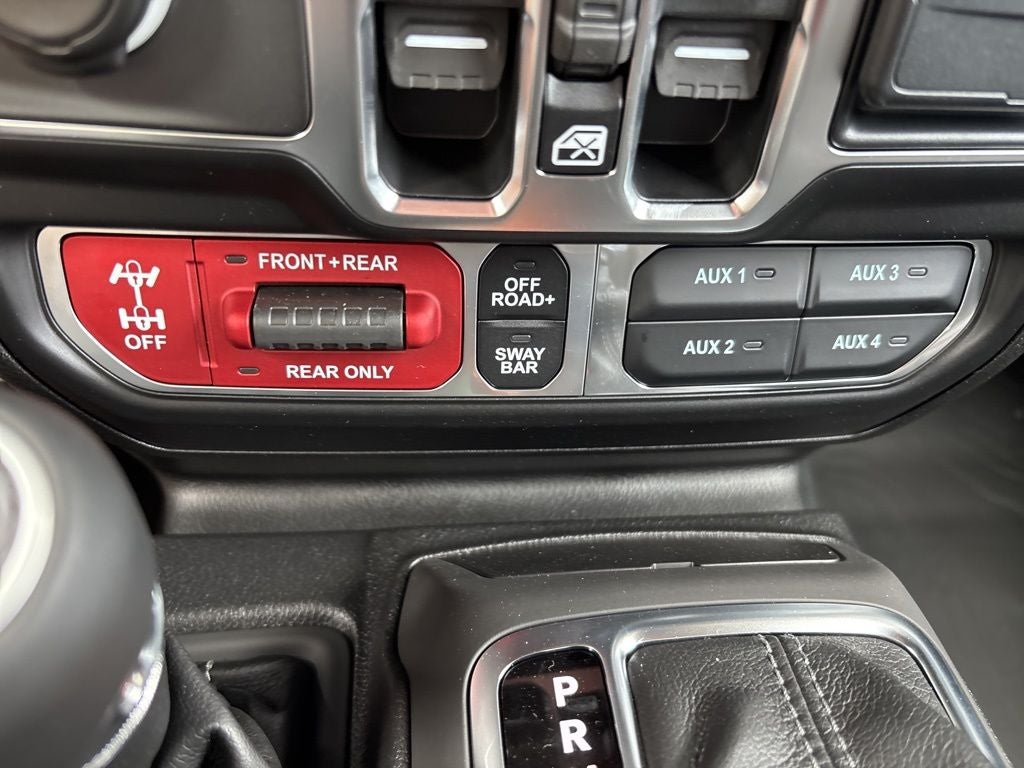 FRONT+REAR
OFF
REAR ONLY
OFF
ROAD+
SWAY
BAR
AUX 1
AUX 3
AUX 2
AUX 4
P
R